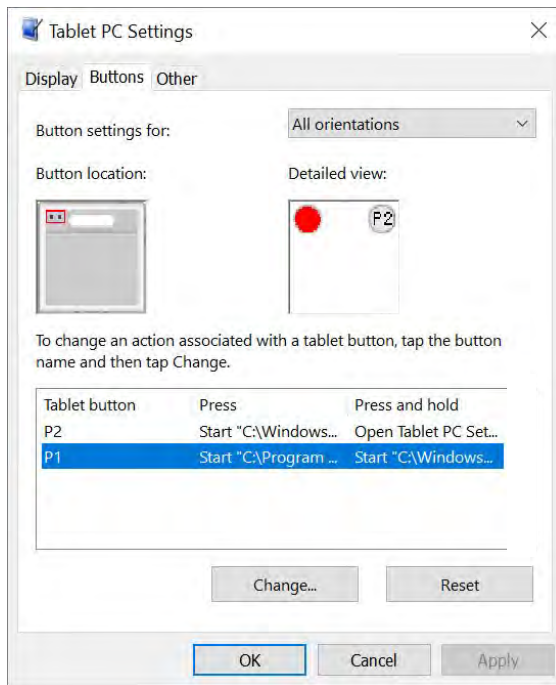 Tablet PC Settings
Display Buttons Other
Button settings for: All orientations
Button location: Detailed view:
P2
To change an action associated with a tablet button, tap the button
name and then tap Change.
Tablet button Press Press and hold
P2 Start "C:\Windows... Open Tablet PC Set...
P1 Start "C:\Program ... Start "C:\Windows...
Change... Reset
OK Cancel Apply